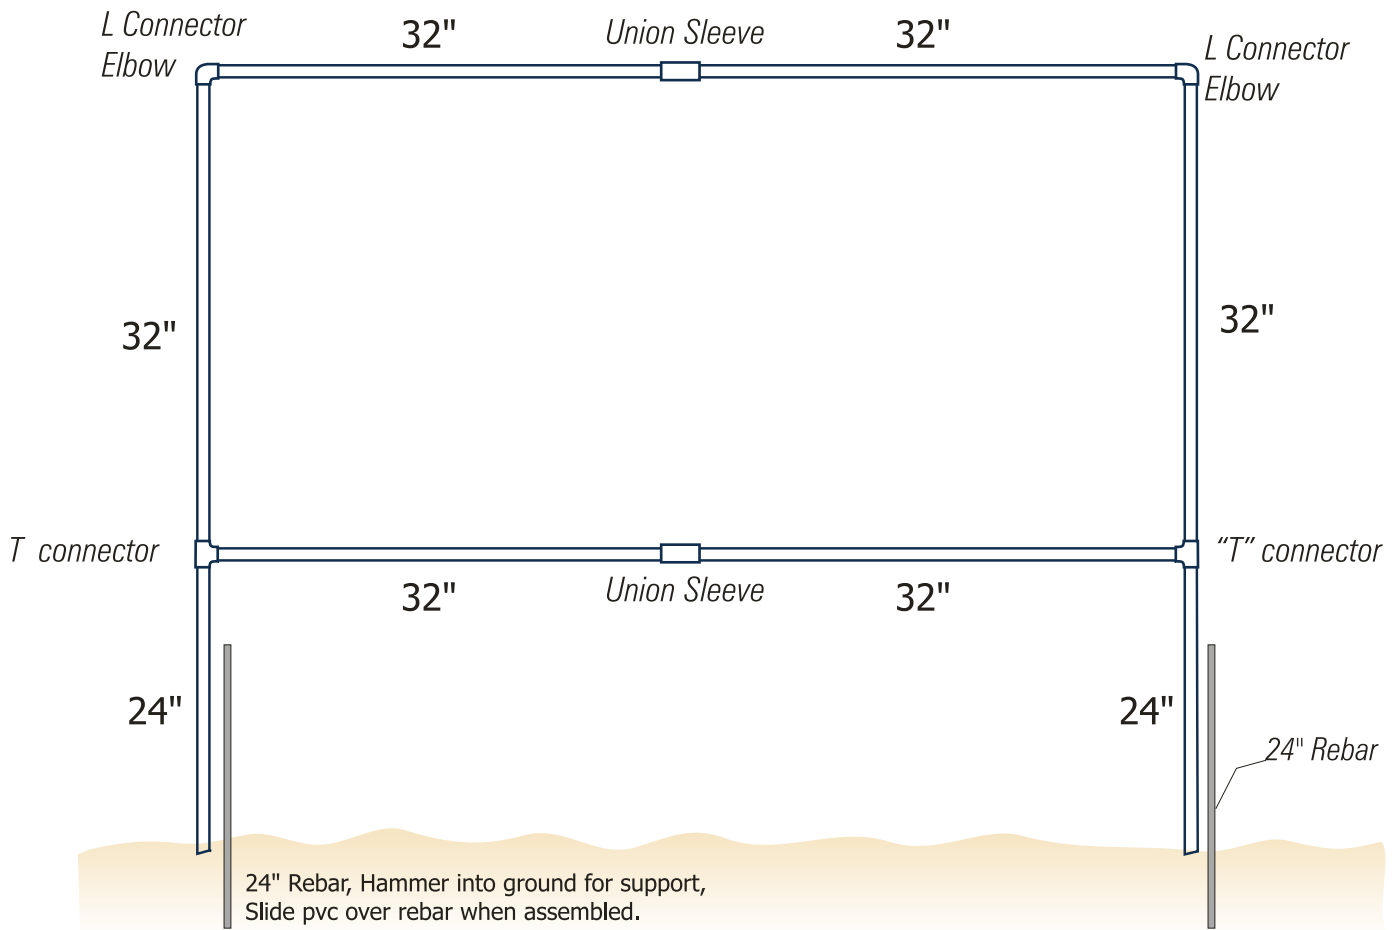 L Connector
Elbow
32"
Union Sleeve
32"
L Connector
Elbow
32"
32"
T connector
"T" connector
32"
Union Sleeve
32"
24"
24"
24" Rebar
24" Rebar, Hammer into ground for support,
Slide pvc over rebar when assembled.